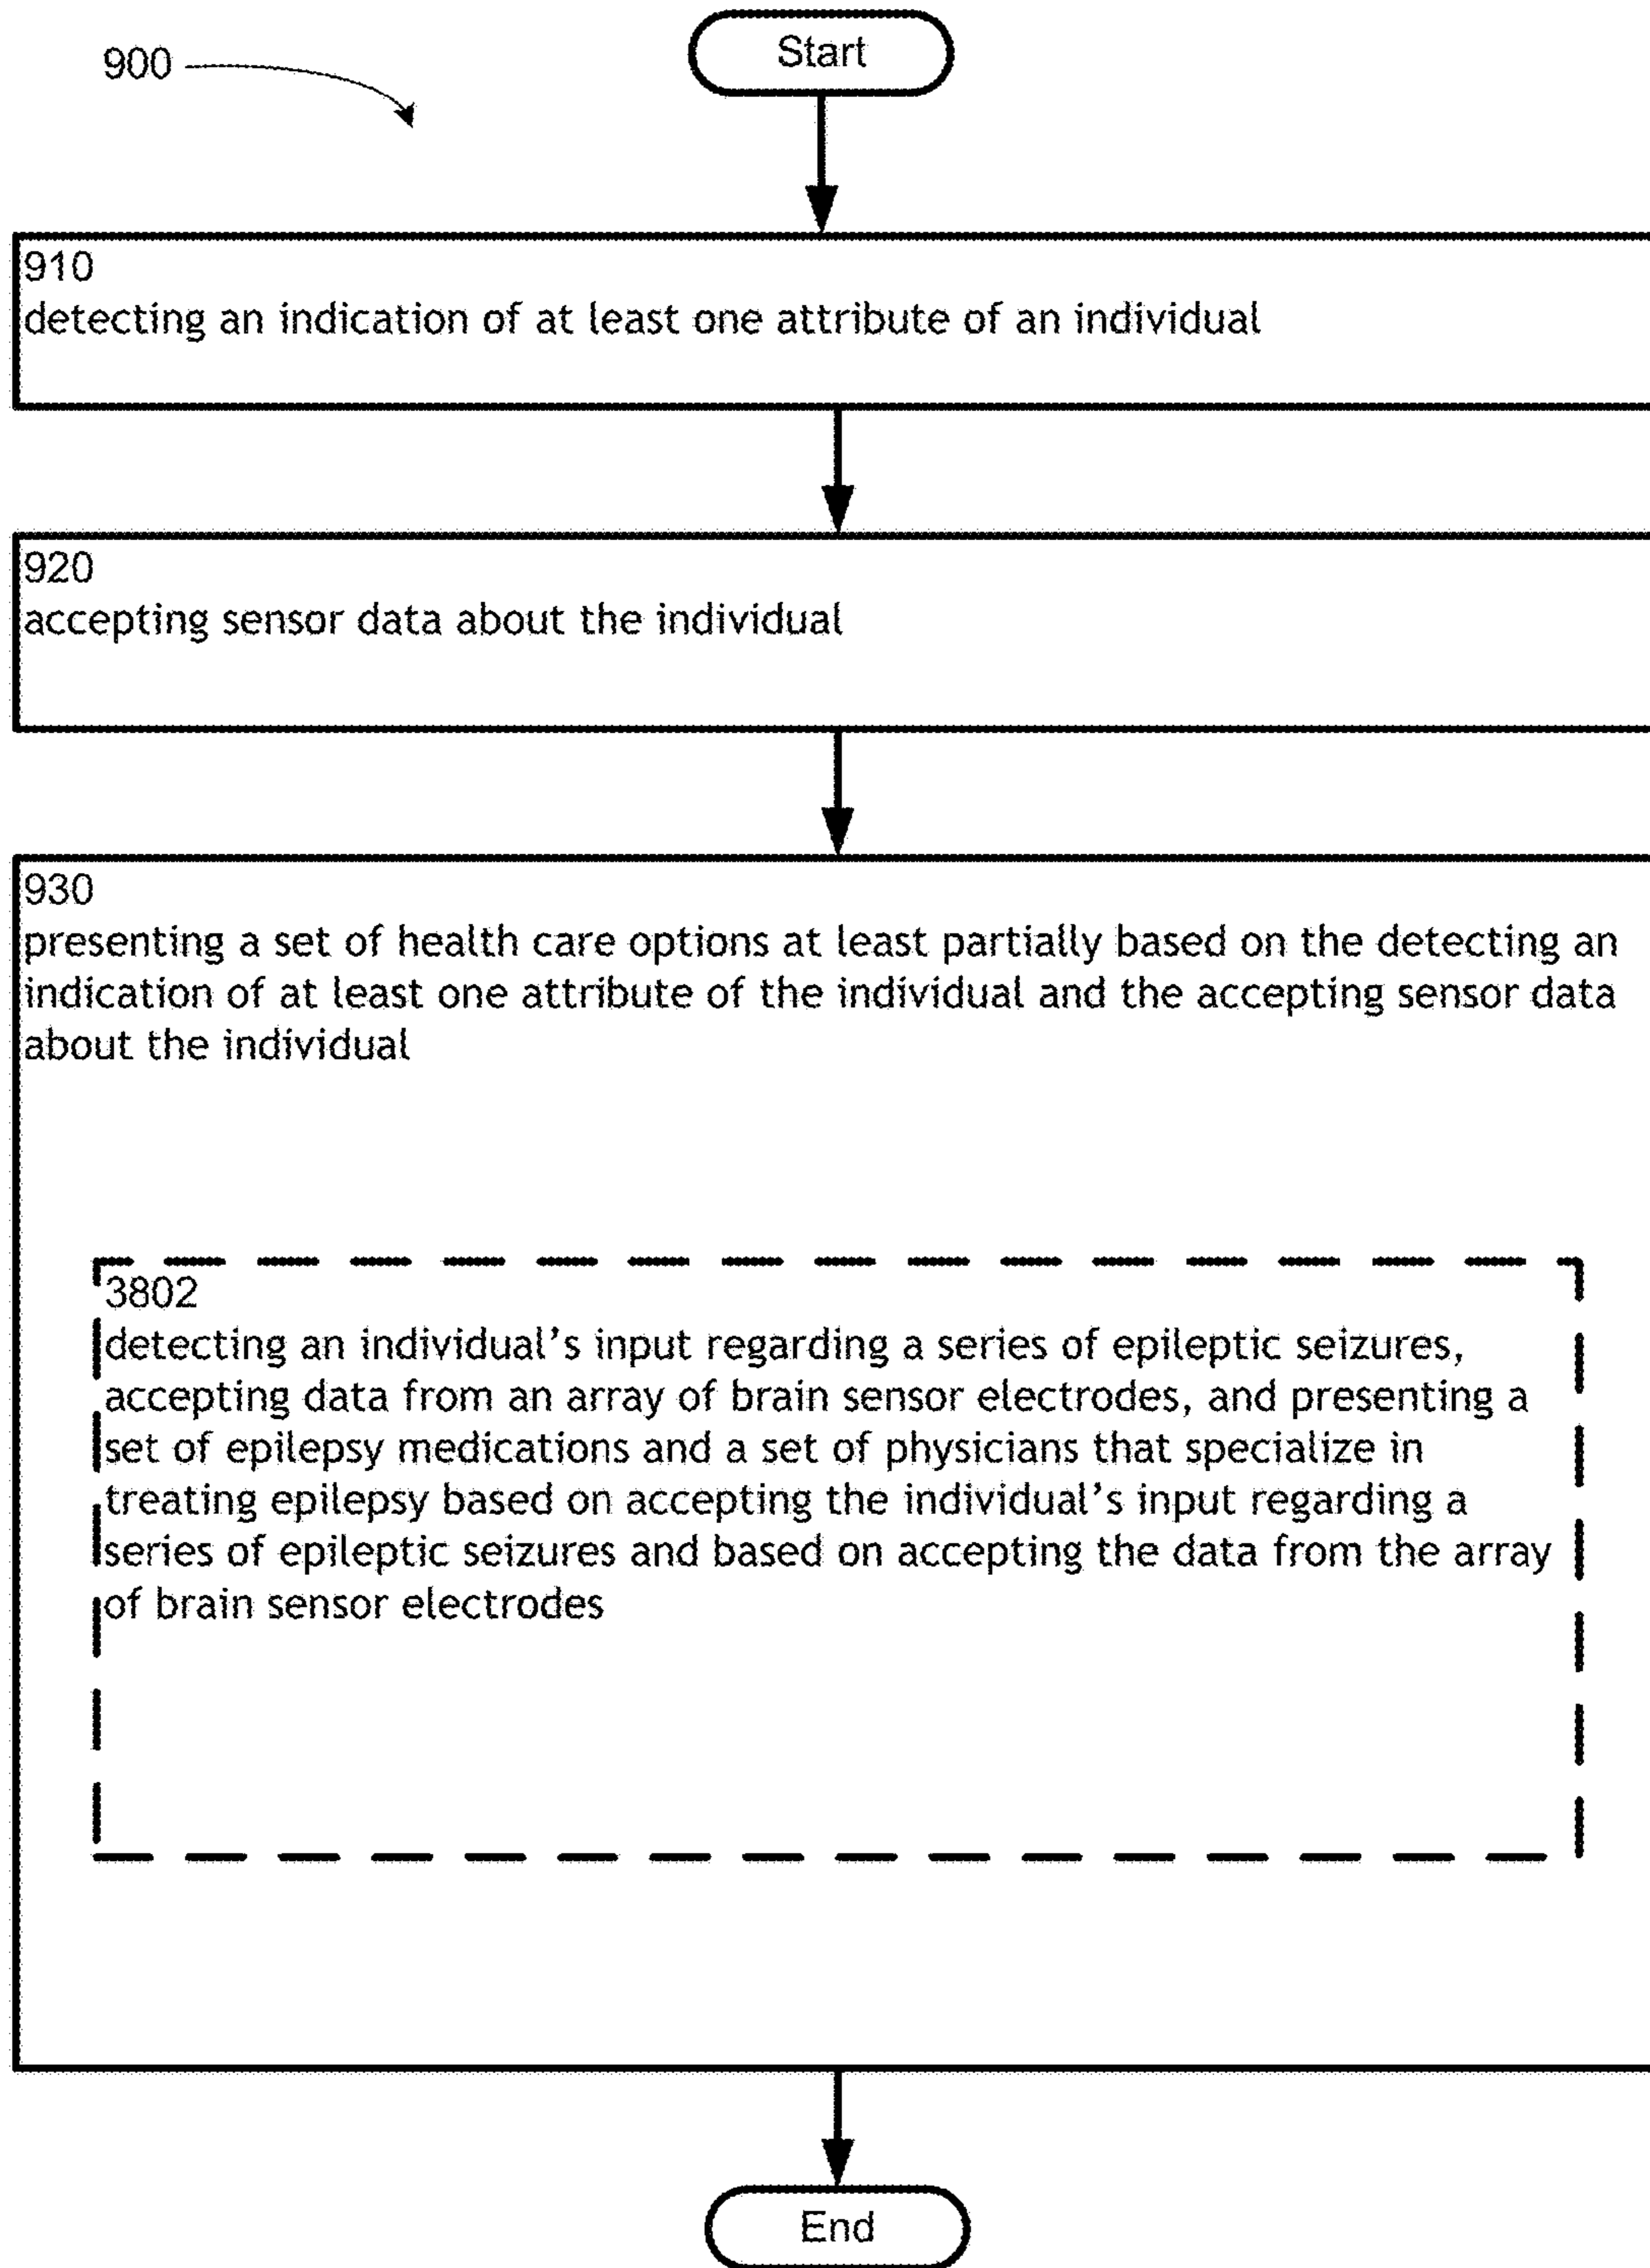 900
Start
910
detecting an indication of at least one attribute of an individual
920
accepting sensor data about the individual
930
presenting a set of health care options at least partially based on the detecting an
indication of at least one attribute of the individual and the accepting sensor data
about the individual
3802
detecting an individual's input regarding a series of epileptic seizures,
accepting data from an array of brain sensor electrodes, and presenting a
set of epilepsy medications and a set of physicians that specialize in
treating epilepsy based on accepting the individual's input regarding a
series of epileptic seizures and based on accepting the data from the array
of brain sensor electrodes
End